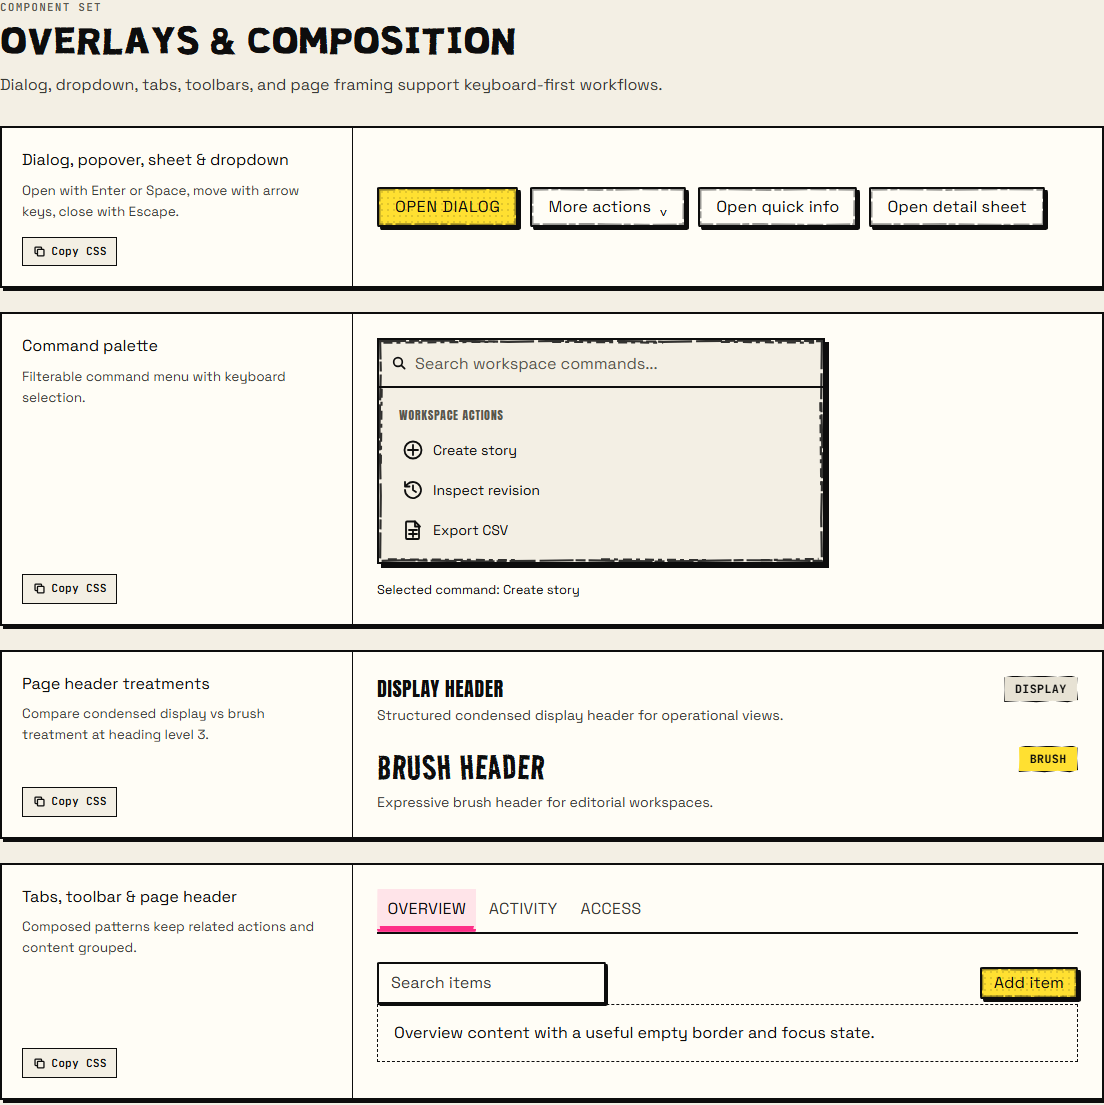 COMPONENT SET
OVERLAYS & COMPOSITION
Dialog, dropdown, tabs, toolbars, and page framing support keyboard-first workflows.
Dialog, popover, sheet & dropdown
Open with Enter or Space, move with arrow
keys, close with Escape.
Copy CSS
OPEN DIALOG
More actions v
Open quick info
Open detail sheet
Command palette
Filterable command menu with keyboard
selection.
Copy CSS
Search workspace commands...
WORKSPACE ACTIONS
Create story
Inspect revision
Export CSV
Selected command: Create story
Page header treatments
Compare condensed display vs brush
treatment at heading level 3.
Copy CSS
DISPLAY HEADER
Structured condensed display header for operational views.
DISPLAY
BRUSH HEADER
Expressive brush header for editorial workspaces.
BRUSH
Tabs, toolbar & page header
Composed patterns keep related actions and
content grouped.
Copy CSS
OVERVIEW ACTIVITY ACCESS
Search items
Add item
Overview content with a useful empty border and focus state.